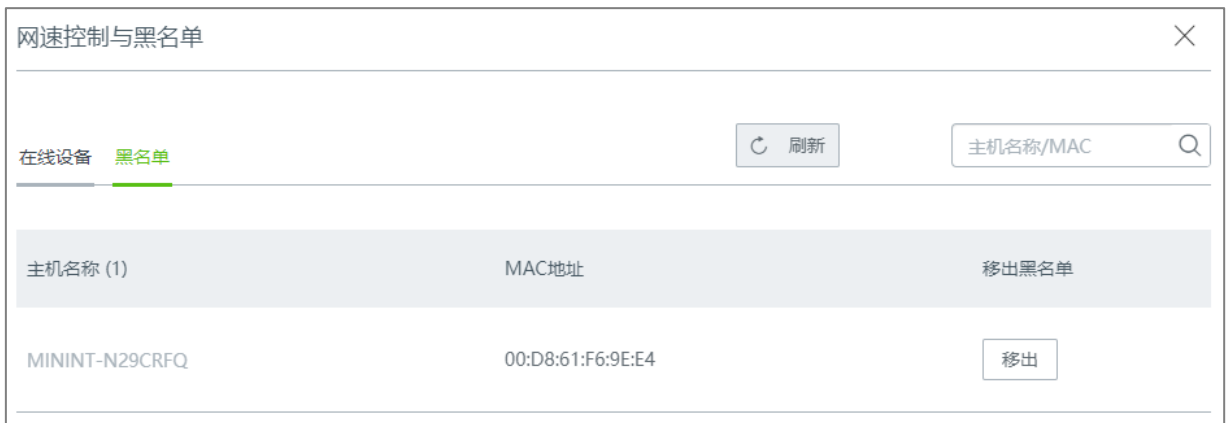 网速控制与黑名单
在线设备 黑名单 刷新 主机名称/MAC
主机名称 (1) MAC地址 移出黑名单
MININT-N29CRFQ 00:D8:61:F6:9E:E4 移出